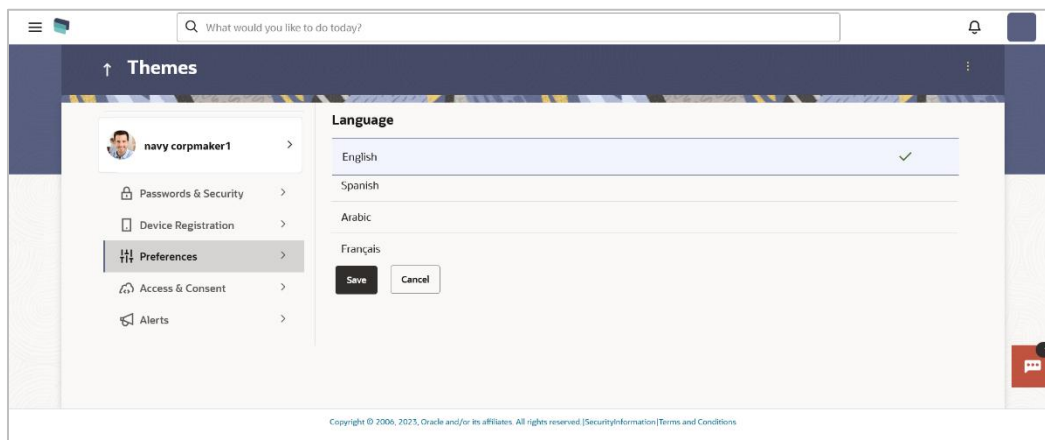 What would you like to do today?
Themes
navy corpmaker1
Passwords & Security
Device Registration
Preferences
Access & Consent
Alerts
Language
English
Spanish
Arabic
Français
Save
Cancel
Copyright © 2006, 2023, Oracle and/or its affiliates. All rights reserved.|SecurityInformation|Terms and Conditions